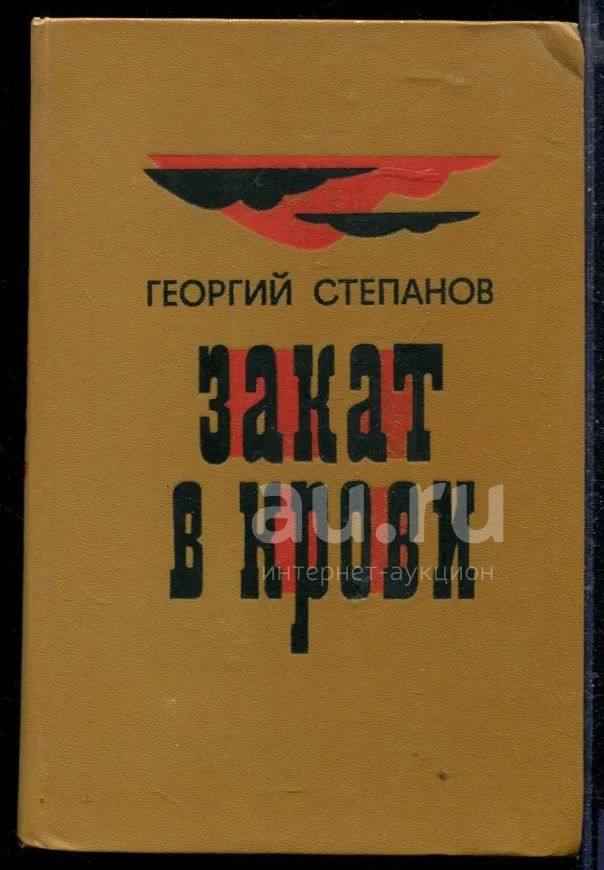 ГЕОРГИЙ СТЕПАНОВ
ЗАКАТ
В КРОВИ
au.ru
интернет-аукцион